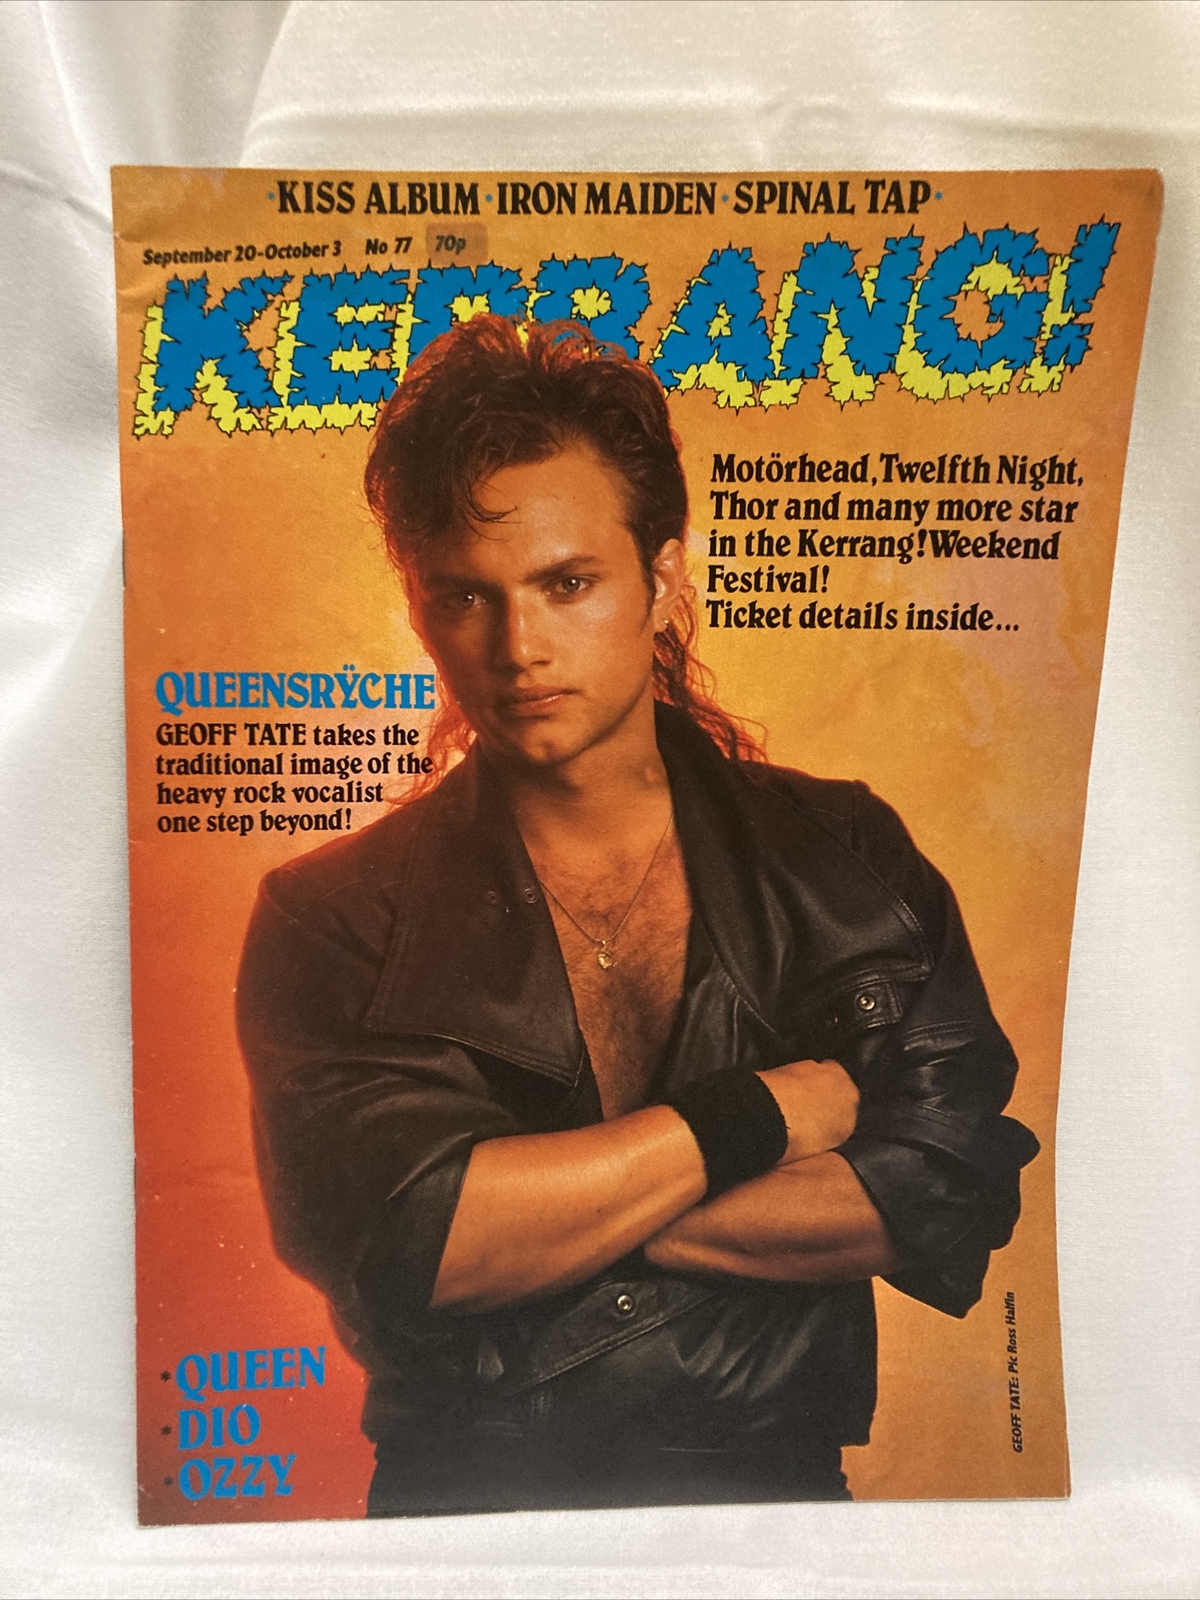 ·KISS ALBUM·IRON MAIDEN·SPINAL TAP·
September 20-October 3 No 77 70p
KERRANG!
Motörhead, Twelfth Night,
Thor and many more star
in the Kerrang! Weekend
Festival!
Ticket details inside...
QUEENSRŸCHE
GEOFF TATE takes the
traditional image of the
heavy rock vocalist
one step beyond!
*QUEEN
*DIO
*OZZY
GEOFF TATE: Pic Ross Halfin